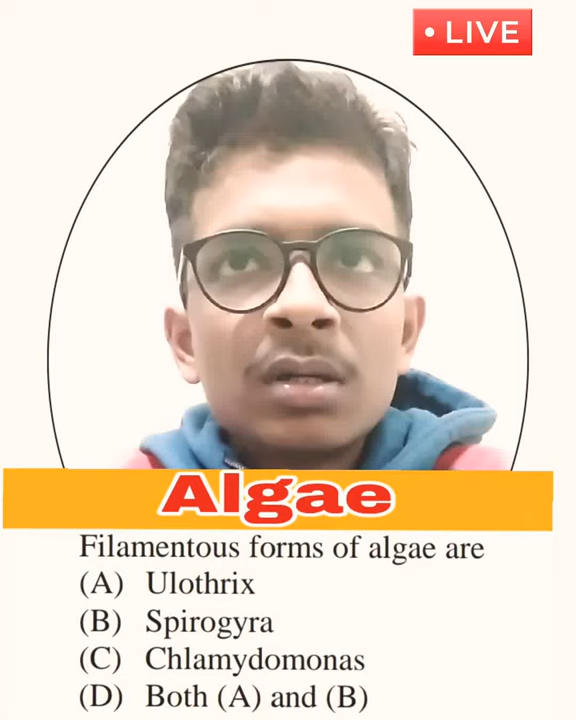 • LIVE
Algae
Filamentous forms of algae are
(A) Ulothrix
(B) Spirogyra
(C) Chlamydomonas
(D) Both (A) and (B)